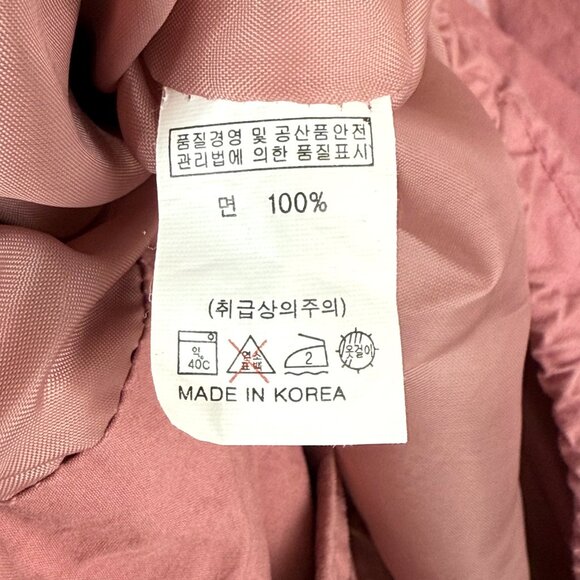 품질경영 및 공산품안전
관리법에 의한 품질표시
면 100%
(취급상의주의)
약
40C
염소
표백
2
옷걸이
MADE IN KOREA